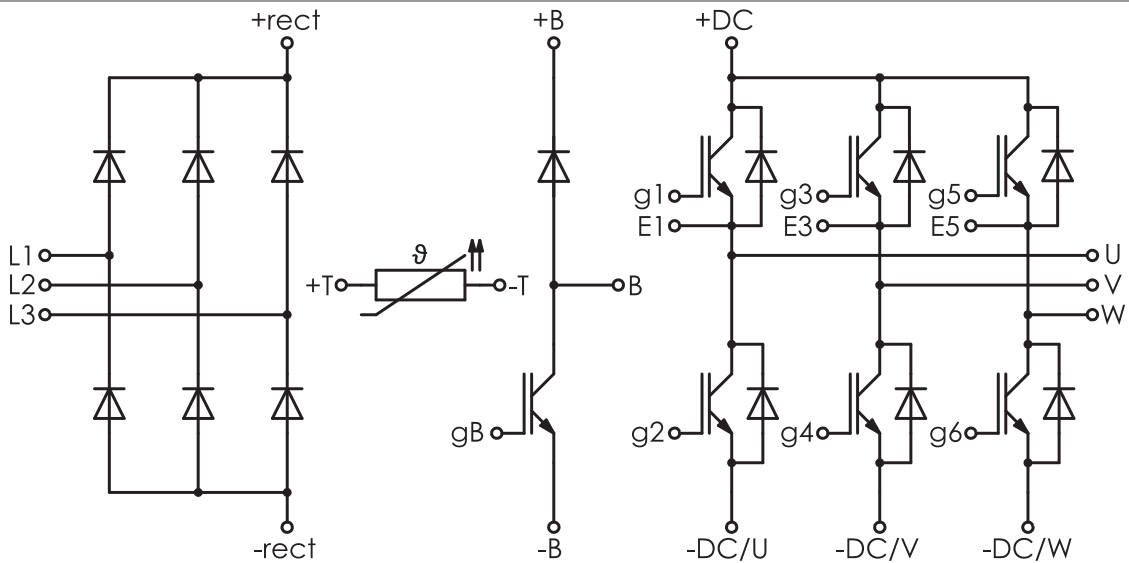 +rect
+B
+DC
g1
g3
g5
E1
E3
E5
L1
L2
L3
ϑ
+T
-T
B
U
V
W
gB
g2
g4
g6
-rect
-B
-DC/U
-DC/V
-DC/W